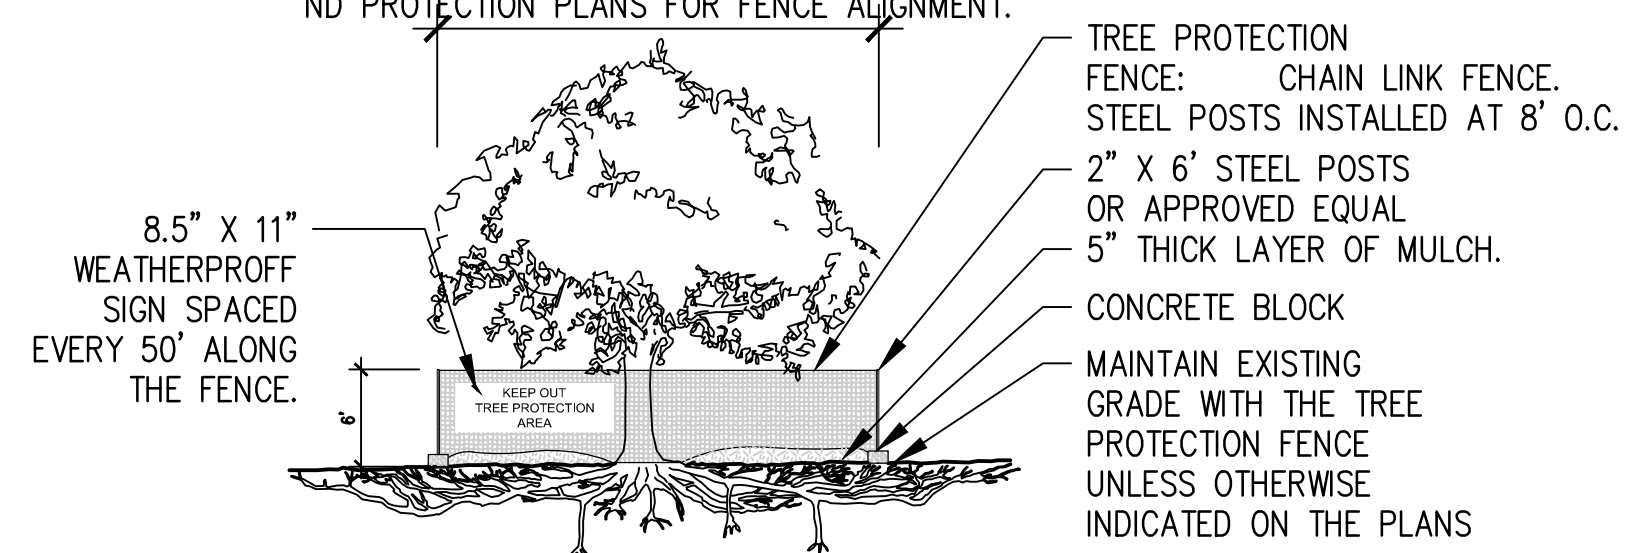 ND PROTECTION PLANS FOR FENCE ALIGNMENT.
TREE PROTECTION
FENCE: CHAIN LINK FENCE.
STEEL POSTS INSTALLED AT 8' O.C.
2" X 6' STEEL POSTS
OR APPROVED EQUAL
5" THICK LAYER OF MULCH.
CONCRETE BLOCK
MAINTAIN EXISTING
GRADE WITH THE TREE
PROTECTION FENCE
UNLESS OTHERWISE
INDICATED ON THE PLANS
8.5" X 11"
WEATHERPROFF
SIGN SPACED
EVERY 50' ALONG
THE FENCE.
6'
KEEP OUT
TREE PROTECTION
AREA